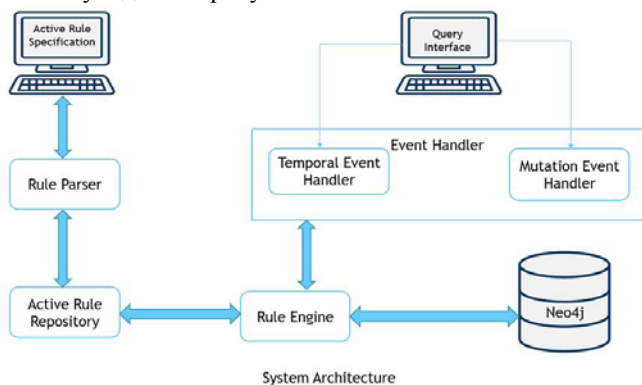 Active Rule
Specification
Query
Interface
Event Handler
Temporal Event
Handler
Mutation Event
Handler
Rule Parser
Active Rule
Repository
Rule Engine
Neo4j
System Architecture